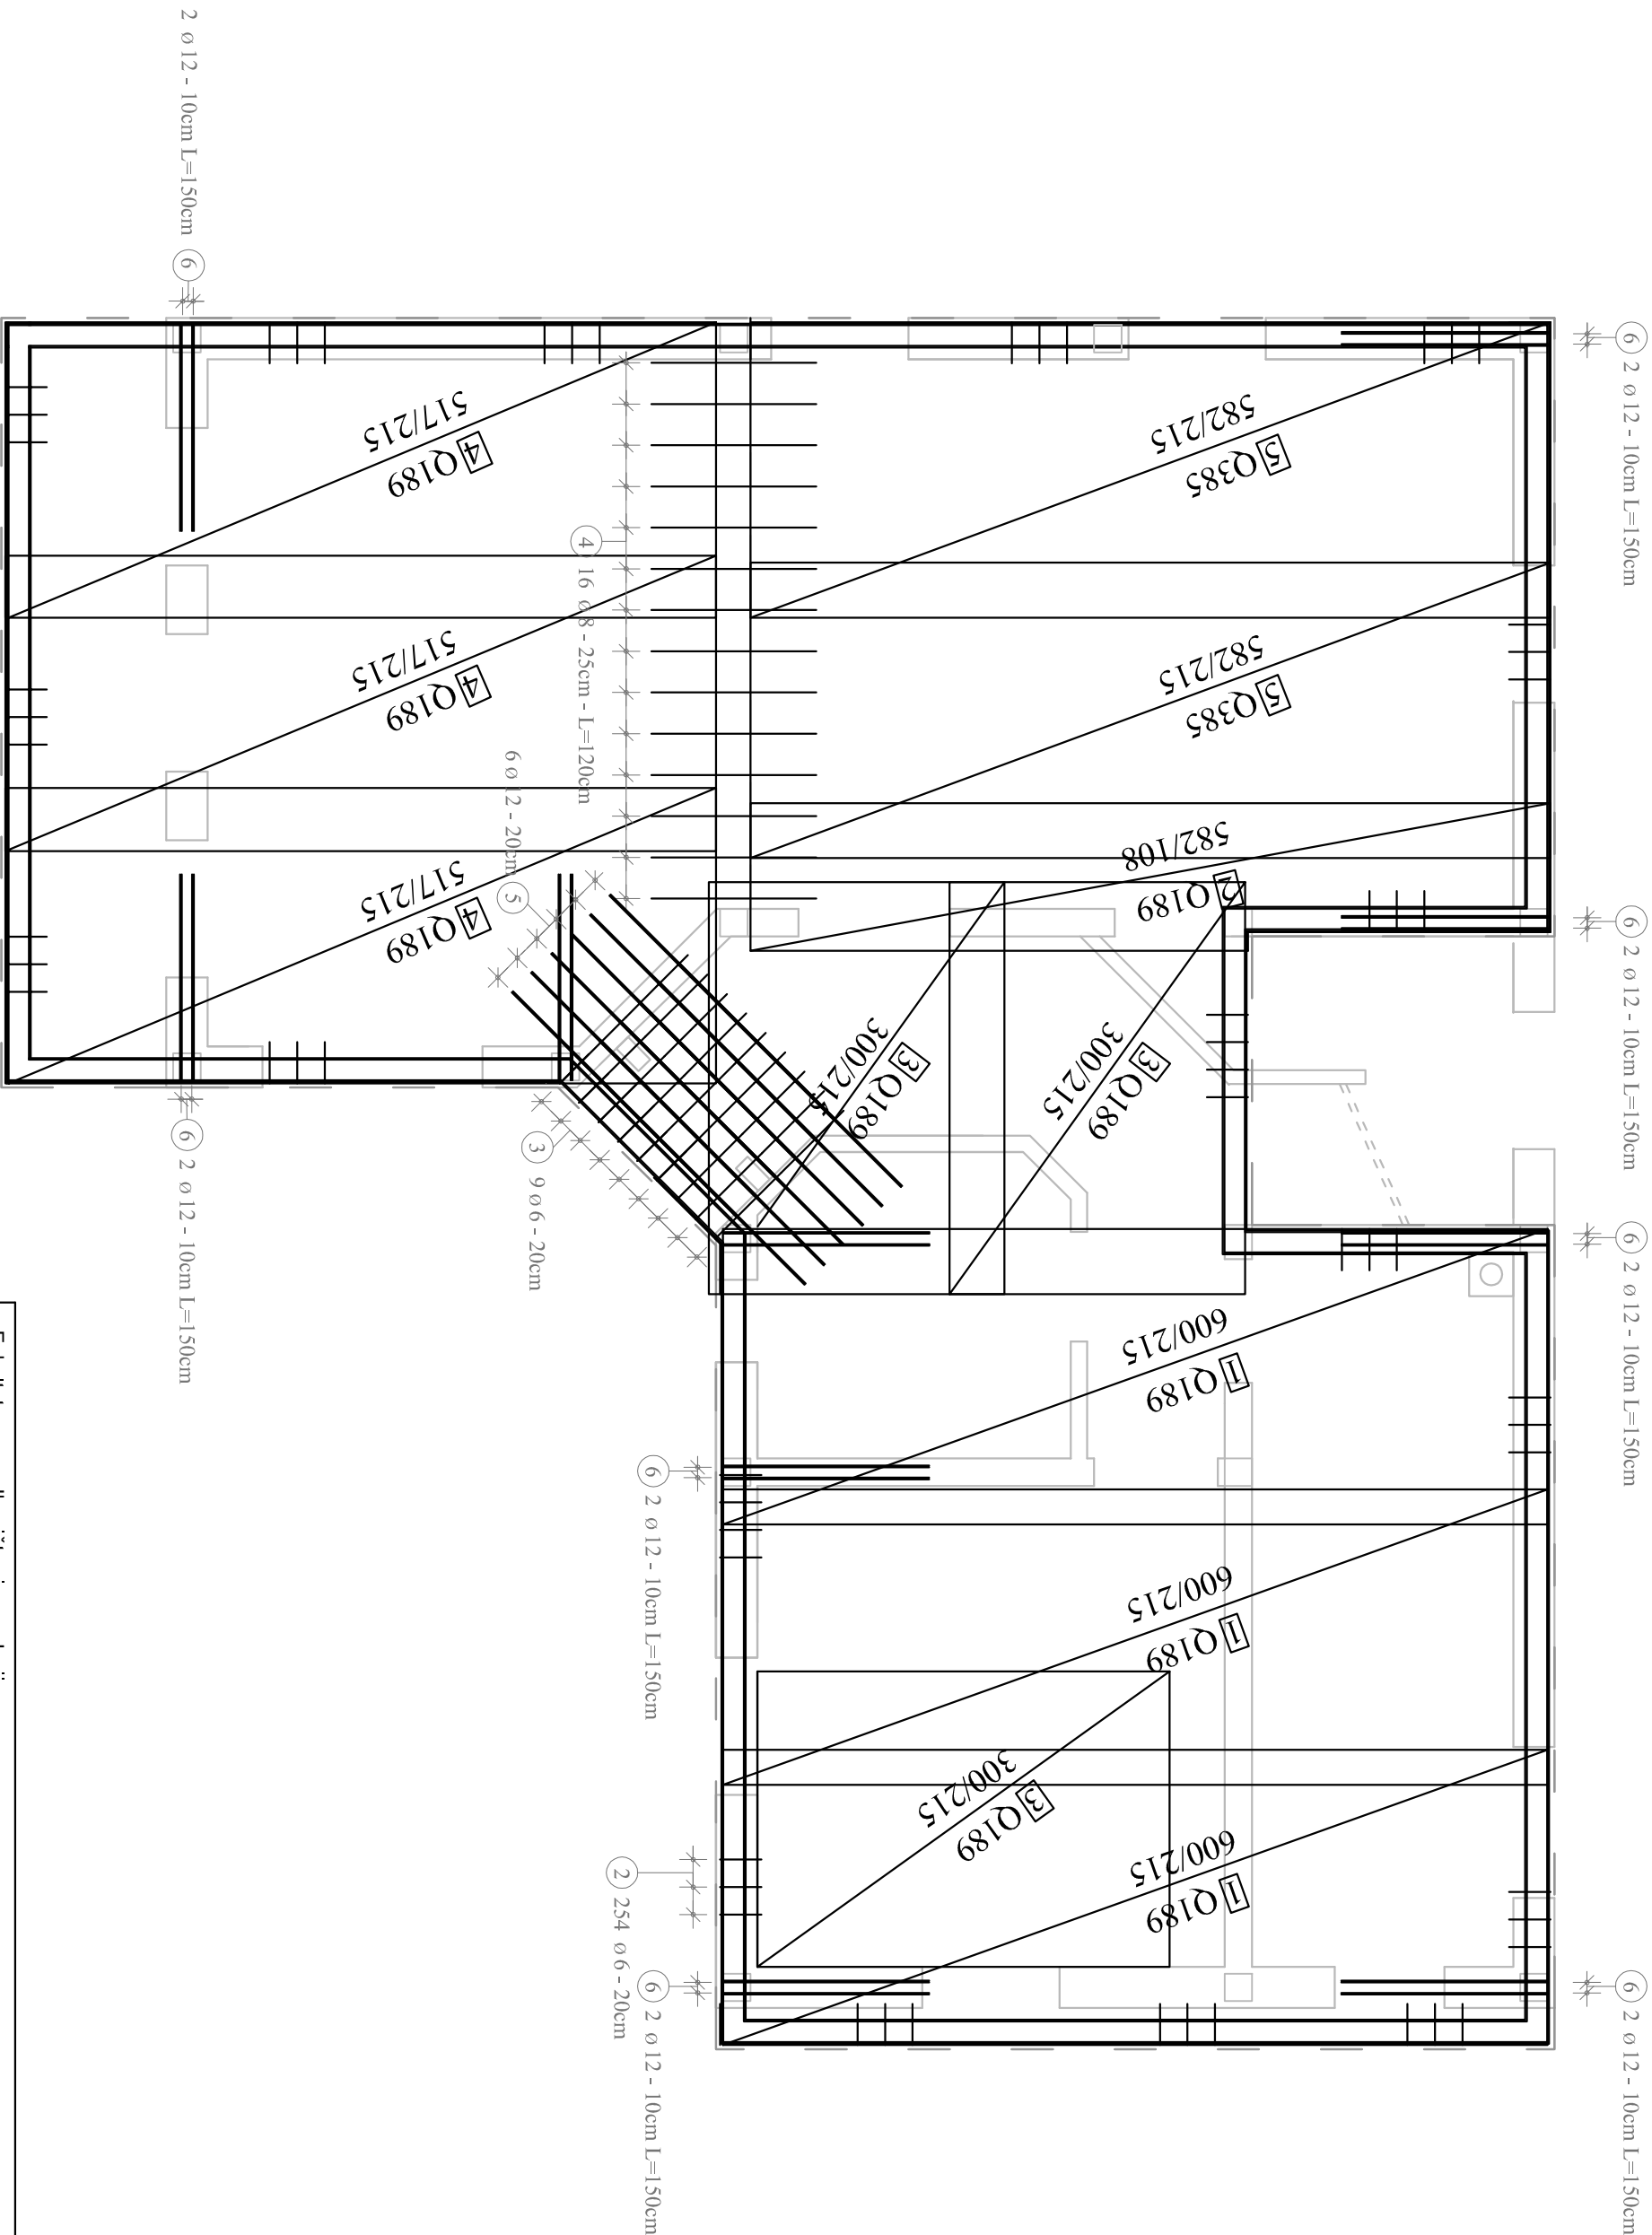 2 ø 12 - 10cm L=150cm
6
6
2 ø 12 - 10cm L=150cm
517/215
4 Q189
582/215
5 Q385
4
16 ø 8 - 25cm - L=120cm
517/215
4 Q189
582/215
5 Q385
6 ø 12 - 20cm
5
517/215
4 Q189
582/108
2 Q189
6
2 ø 12 - 10cm L=150cm
300/214
3 Q189
300/215
3 Q189
6
2 ø 12 - 10cm L=150cm
3
9 ø 6 - 20cm
6
2 ø 12 - 10cm L=150cm
600/215
1 Q189
6
2 ø 12 - 10cm L=150cm
600/215
1 Q189
300/215
3 Q189
600/215
1 Q189
2
254 ø 6 - 20cm
6
2 ø 12 - 10cm L=150cm
6
2 ø 12 - 10cm L=150cm